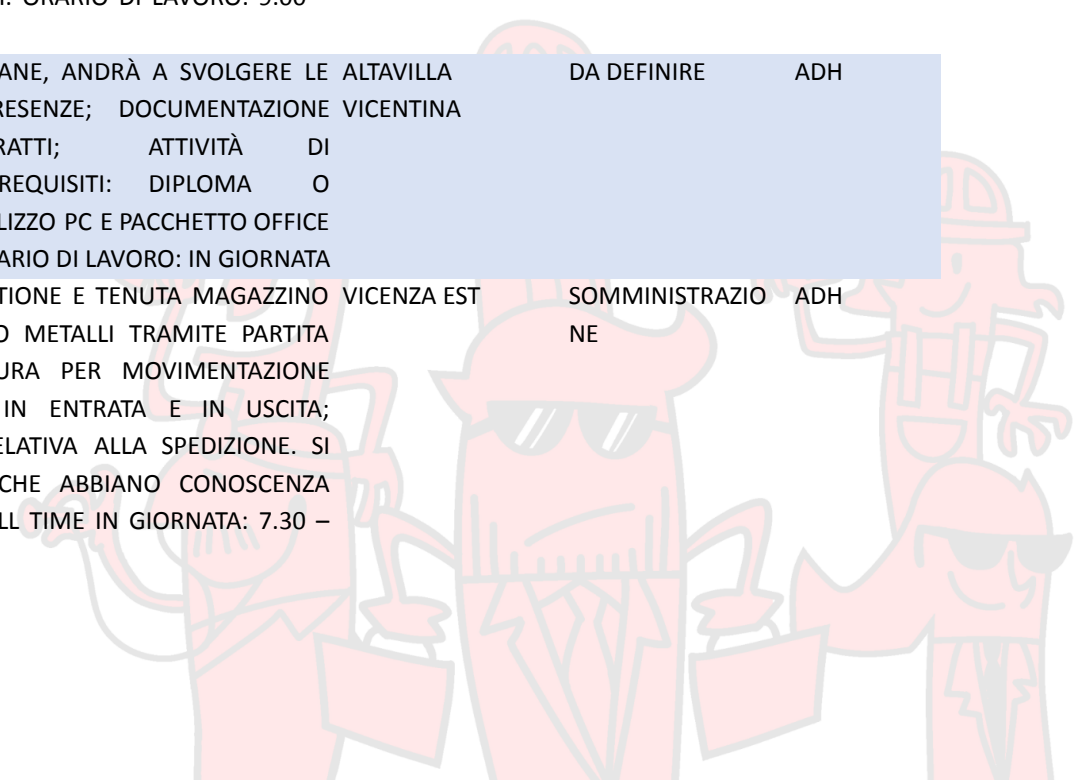 ORARIO DI LAVORO: 9.00
ANE, ANDRÀ A SVOLGERE LE ALTAVILLA DA DEFINIRE ADH
RESENZE; DOCUMENTAZIONE VICENTINA
RATTI; ATTIVITÀ DI
REQUISITI: DIPLOMA O
LIZZO PC E PACCHETTO OFFICE
ARIO DI LAVORO: IN GIORNATA
TIONE E TENUTA MAGAZZINO VICENZA EST SOMMINISTRAZIO ADH
O METALLI TRAMITE PARTITA NE
URA PER MOVIMENTAZIONE
IN ENTRATA E IN USCITA;
ELATIVA ALLA SPEDIZIONE. SI
CHE ABBIANO CONOSCENZA
LL TIME IN GIORNATA: 7.30 –